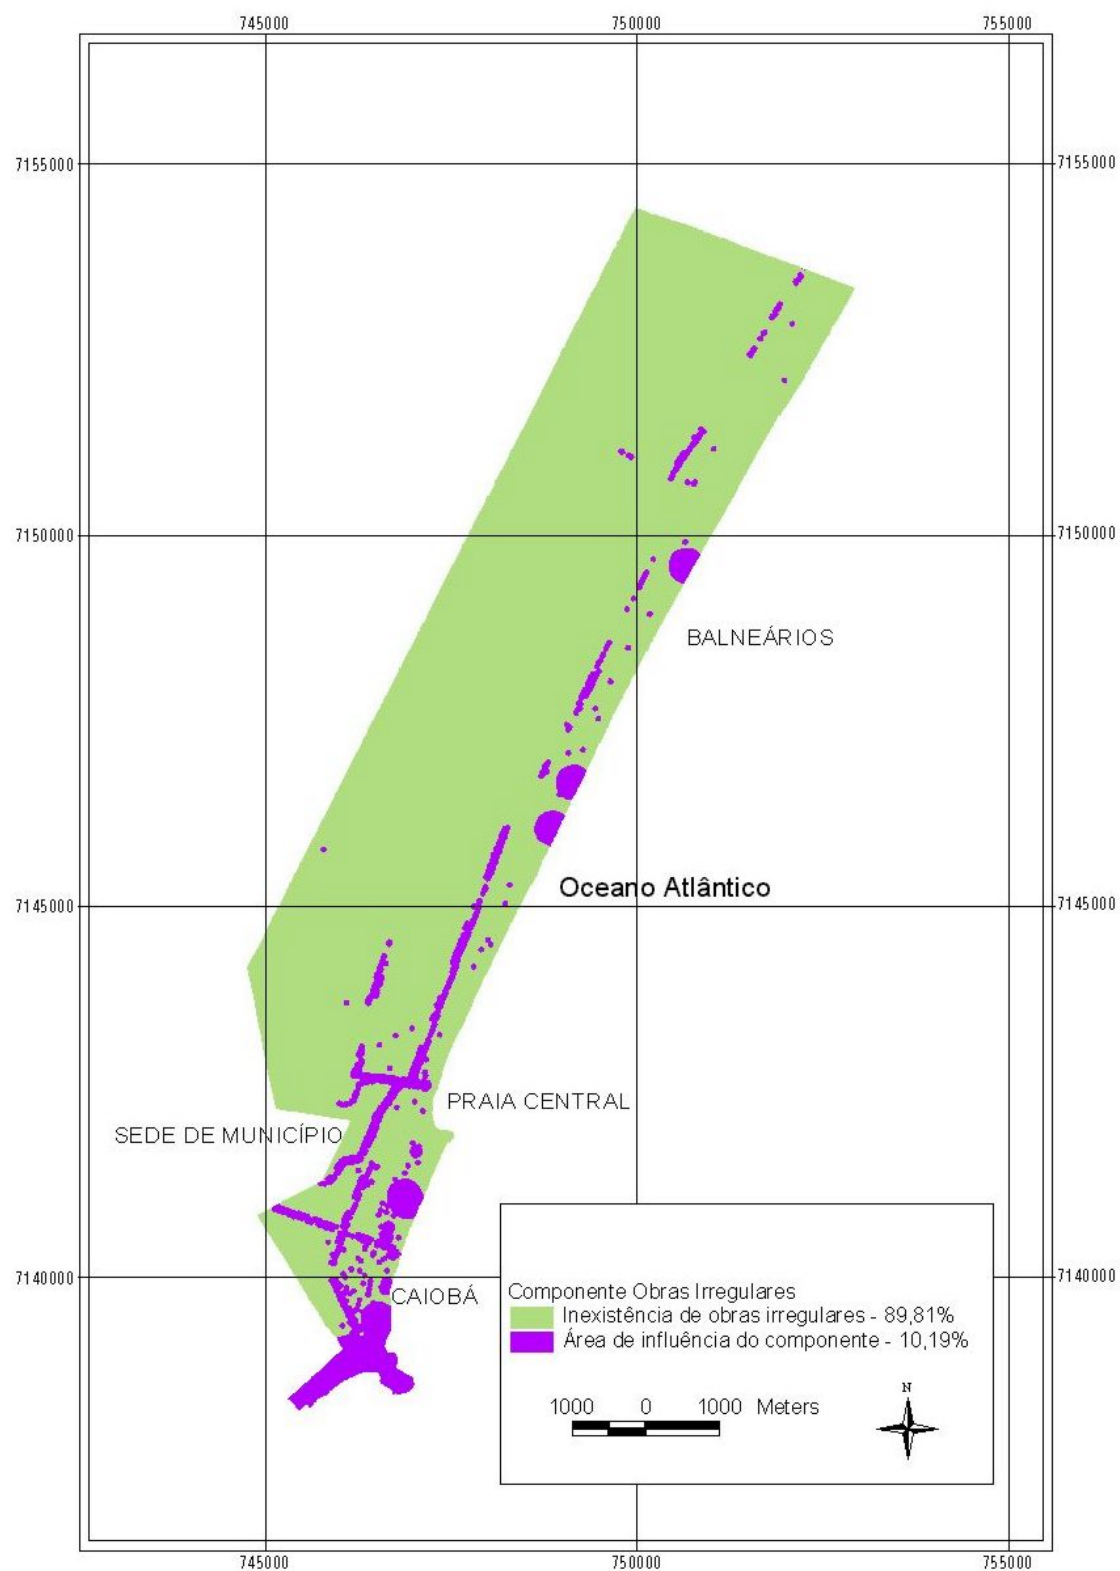 745000 750000 755000
7155000 7155000
7150000 7150000
BALNEÁRIOS
Oceano Atlântico
7145000 7145000
PRAIA CENTRAL
SEDE DE MUNICÍPIO
7140000 7140000
CAIOBÁ
Componente Obras Irregulares
Inexistência de obras irregulares - 89,81%
Área de influência do componente - 10,19%
N
1000 0 1000 Meters
745000 750000 755000